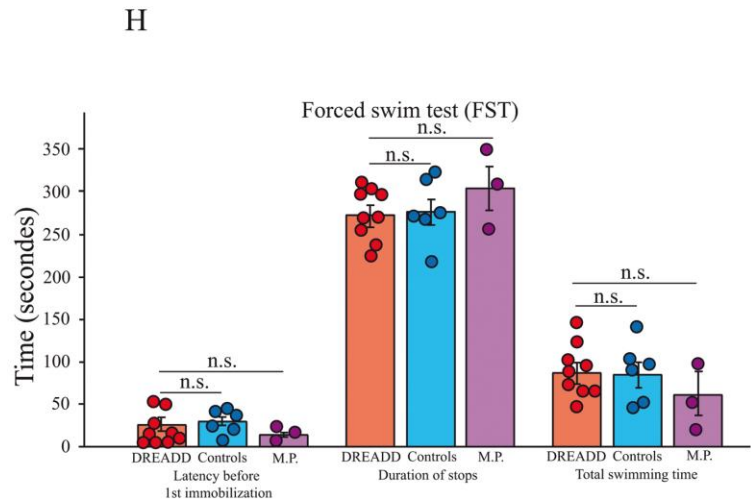 H
Forced swim test (FST)
n.s.
n.s.
n.s.
n.s.
n.s.
n.s.
Time (secondes)
350
300
250
200
150
100
50
0
DREADD Controls M.P. DREADD Controls M.P. DREADD Controls M.P.
Latency before
1st immobilization
Duration of stops
Total swimming time